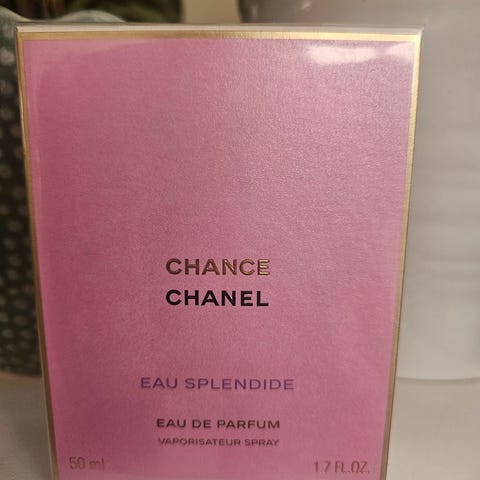 CHANCE
CHANEL
EAU SPLENDIDE
EAU DE PARFUM
VAPORISATEUR SPRAY
50 ml 1.7 FL.OZ.